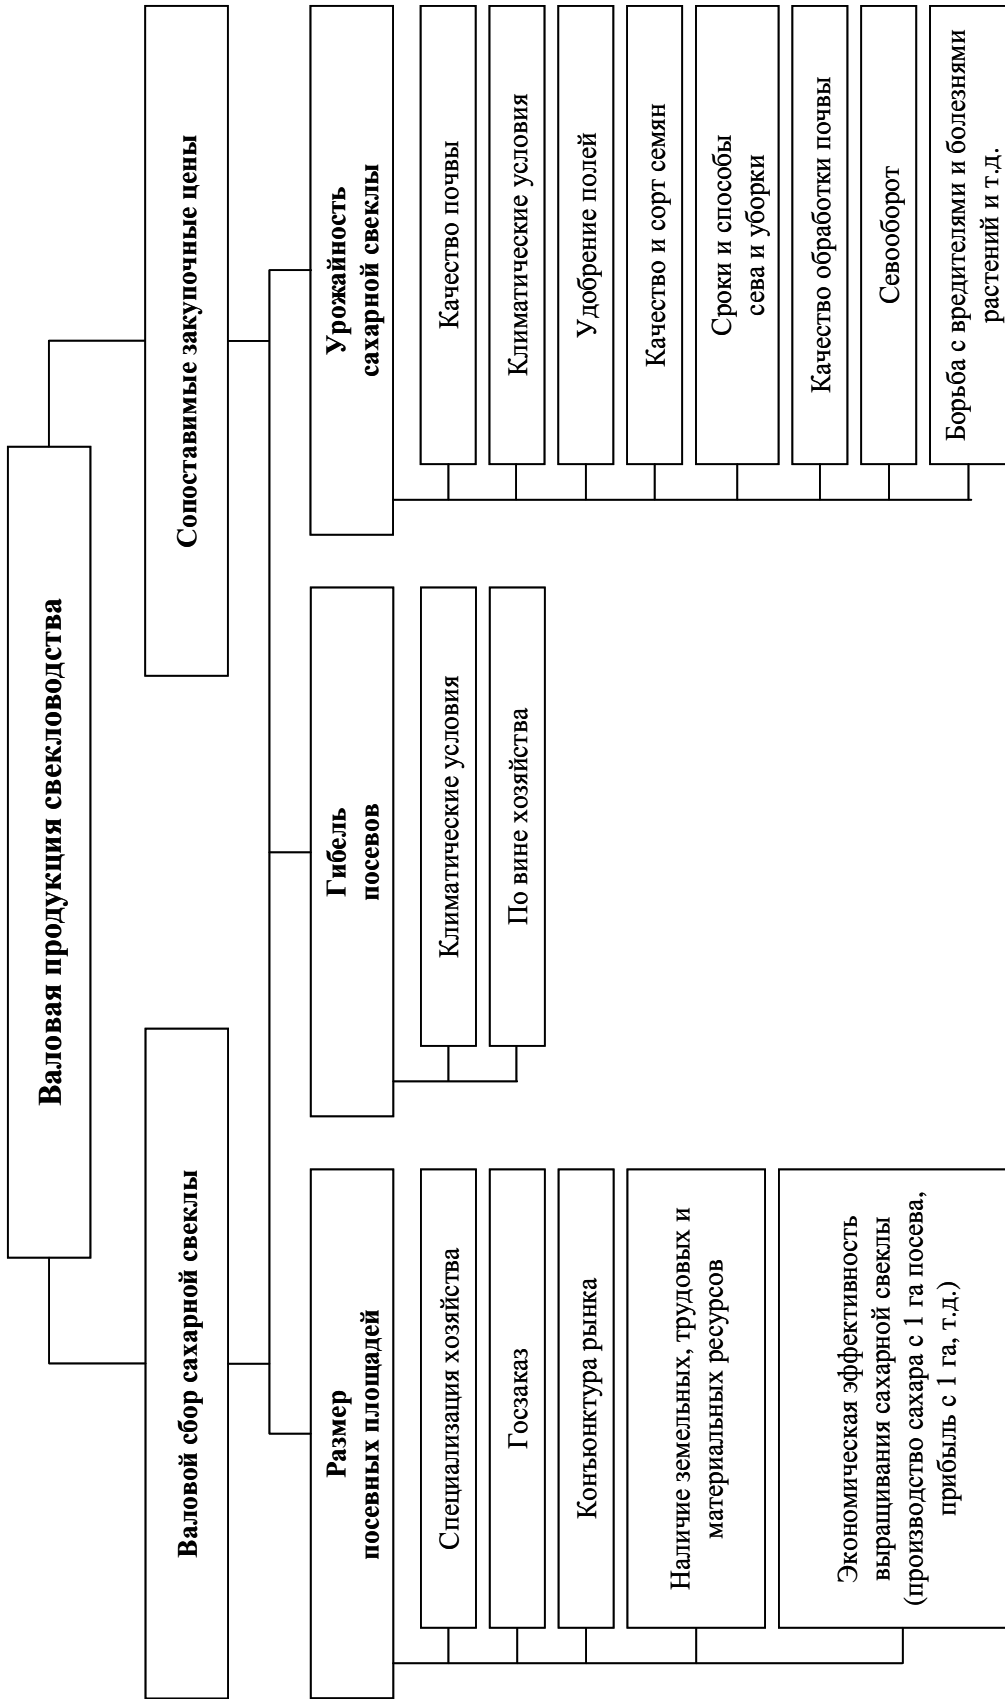 Валовая продукция свекловодства
Валовой сбор сахарной свеклы
Сопоставимые закупочные цены
Размер
посевных площадей
Специализация хозяйства
Госзаказ
Конъюнктура рынка
Наличие земельных, трудовых и
материальных ресурсов
Экономическая эффективность
выращивания сахарной свеклы
(производство сахара с 1 га посева,
прибыль с 1 га, т.д.)
Гибель
посевов
Климатические условия
По вине хозяйства
Урожайность
сахарной свеклы
Качество почвы
Климатические условия
Удобрение полей
Качество и сорт семян
Сроки и способы
сева и уборки
Качество обработки почвы
Севооборот
Борьба с вредителями и болезнями
растений и т.д.